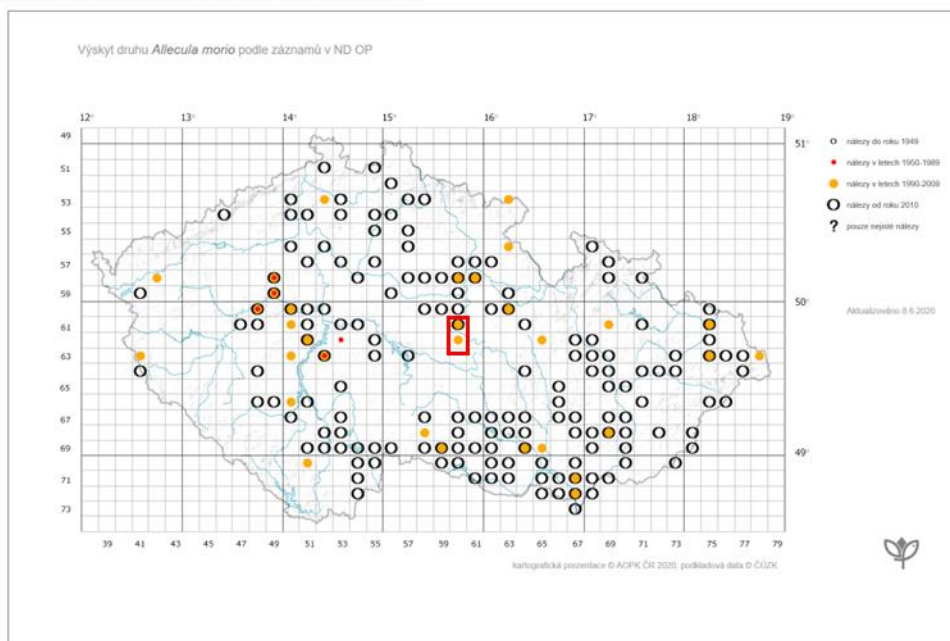 Výskyt druhu Allecula morio podle záznamů v ND OP
12° 13° 14° 15° 16° 17° 18° 19°
49
51° nálezy do roku 1949
51
nálezy v letech 1950-1989
53
nálezy v letech 1990-2009
nálezy od roku 2010
55
? pouze nejisté nálezy
57
59
50°
Aktualizováno 8.6.2020
61
63
65
67
69
49°
71
73
39 41 43 45 47 49 51 53 55 57 59 61 63 65 67 69 71 73 75 77 79
kartografická prezentace © AOPK ČR 2020, podkladová data © ČÚZK